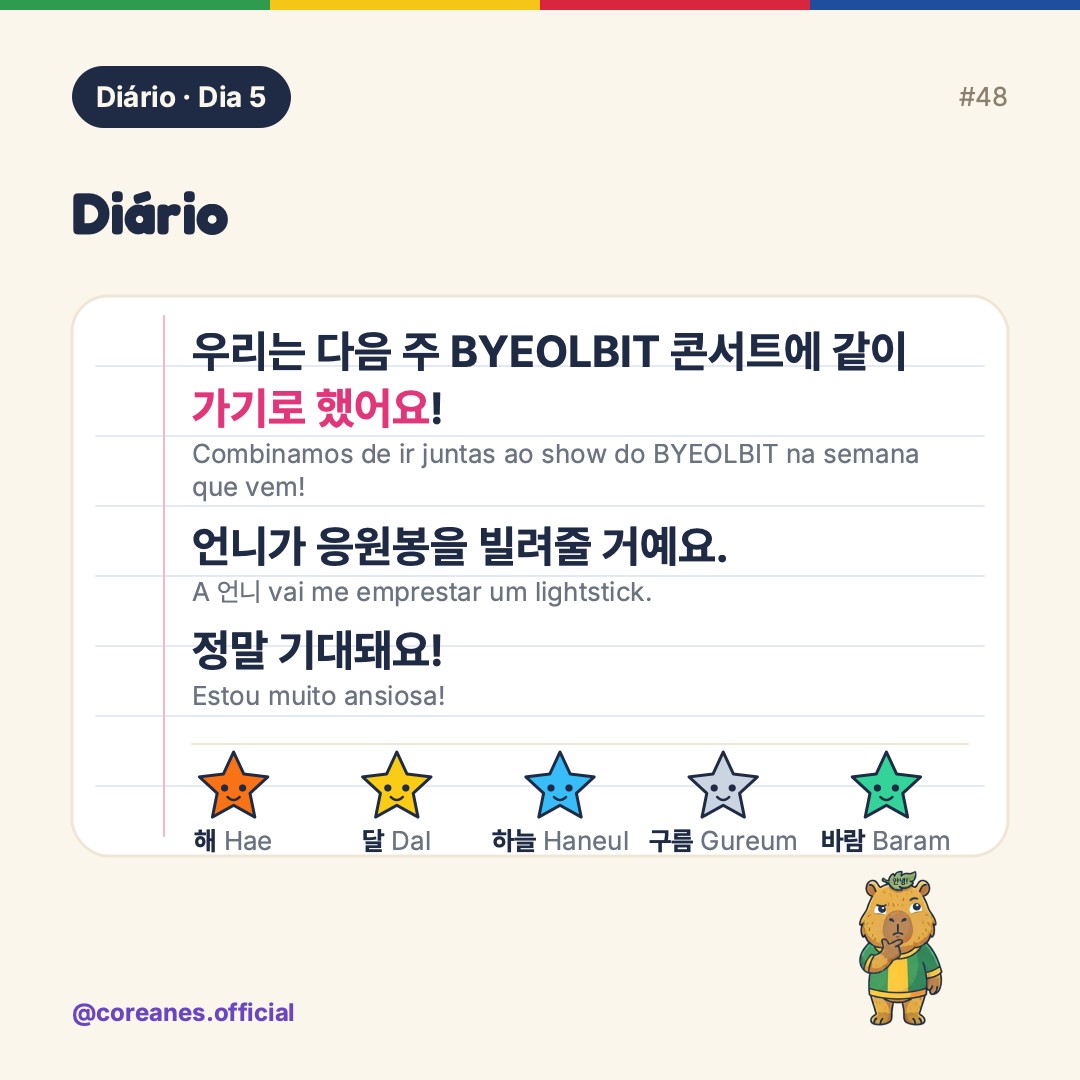 Diário · Dia 5
#48
Diário
우리는 다음 주 BYEOLBIT 콘서트에 같이
가기로 했어요!
Combinamos de ir juntas ao show do BYEOLBIT na semana
que vem!
언니가 응원봉을 빌려줄 거예요.
A 언니 vai me emprestar um lightstick.
정말 기대돼요!
Estou muito ansiosa!
해 Hae
달 Dal
하늘 Haneul
구름 Gureum
바람 Baram
안녕!
@coreanes.official